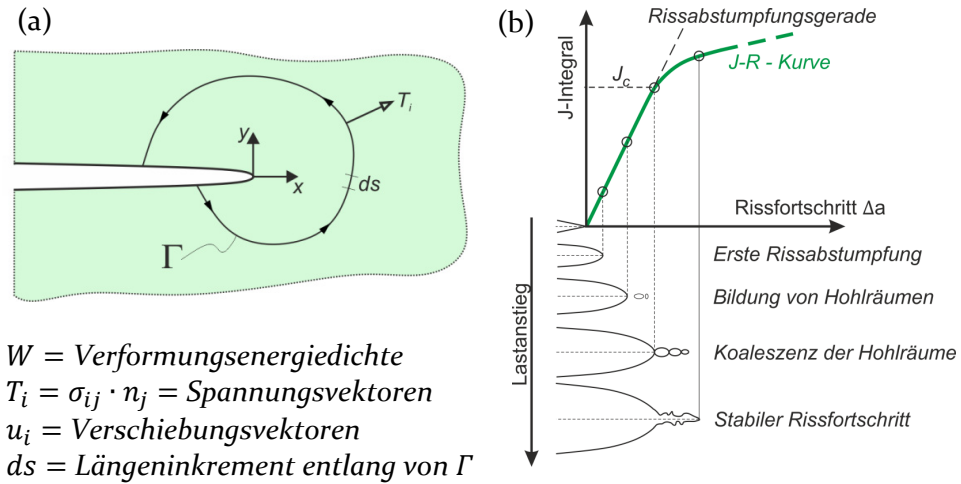 (a)
T_i
y
x
ds
Γ
W = Verformungsenergiedichte
T_i = σ_ij · n_j = Spannungsvektoren
u_i = Verschiebungsvektoren
ds = Längeninkrement entlang von Γ
(b)
Rissabstumpfungsgerade
J-Integral
J_c
J-R - Kurve
Rissfortschritt Δa
Lastanstieg
Erste Rissabstumpfung
Bildung von Hohlräumen
Koaleszenz der Hohlräume
Stabiler Rissfortschritt